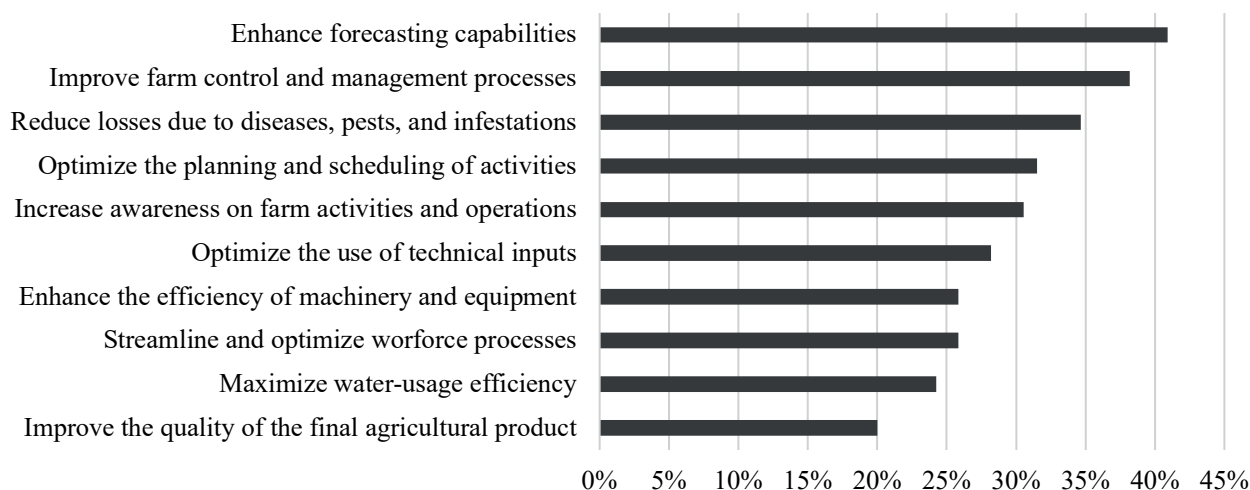 Enhance forecasting capabilities
Improve farm control and management processes
Reduce losses due to diseases, pests, and infestations
Optimize the planning and scheduling of activities
Increase awareness on farm activities and operations
Optimize the use of technical inputs
Enhance the efficiency of machinery and equipment
Streamline and optimize worforce processes
Maximize water-usage efficiency
Improve the quality of the final agricultural product
0% 5% 10% 15% 20% 25% 30% 35% 40% 45%